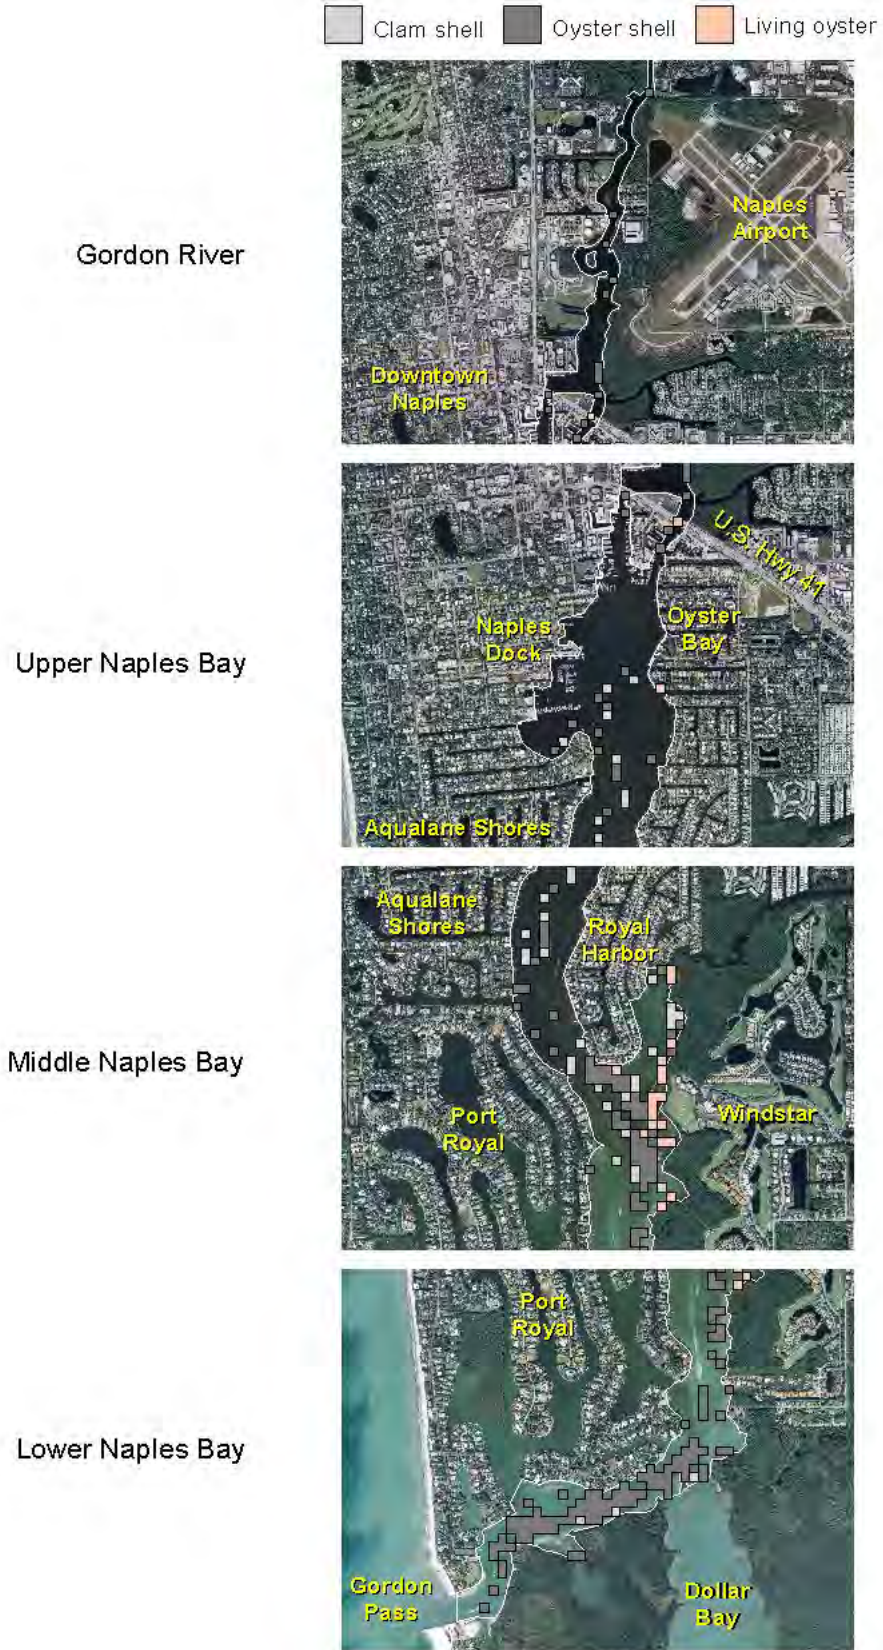 Clam shell Oyster shell Living oyster
Gordon River
Naples
Airport
Downtown
Naples
Upper Naples Bay
U.S. Hwy 41
Naples
Dock
Oyster
Bay
Aqualane Shores
Middle Naples Bay
Aqualane
Shores
Royal
Harbor
Port
Royal
Windstar
Lower Naples Bay
Port
Royal
Gordon
Pass
Dollar
Bay